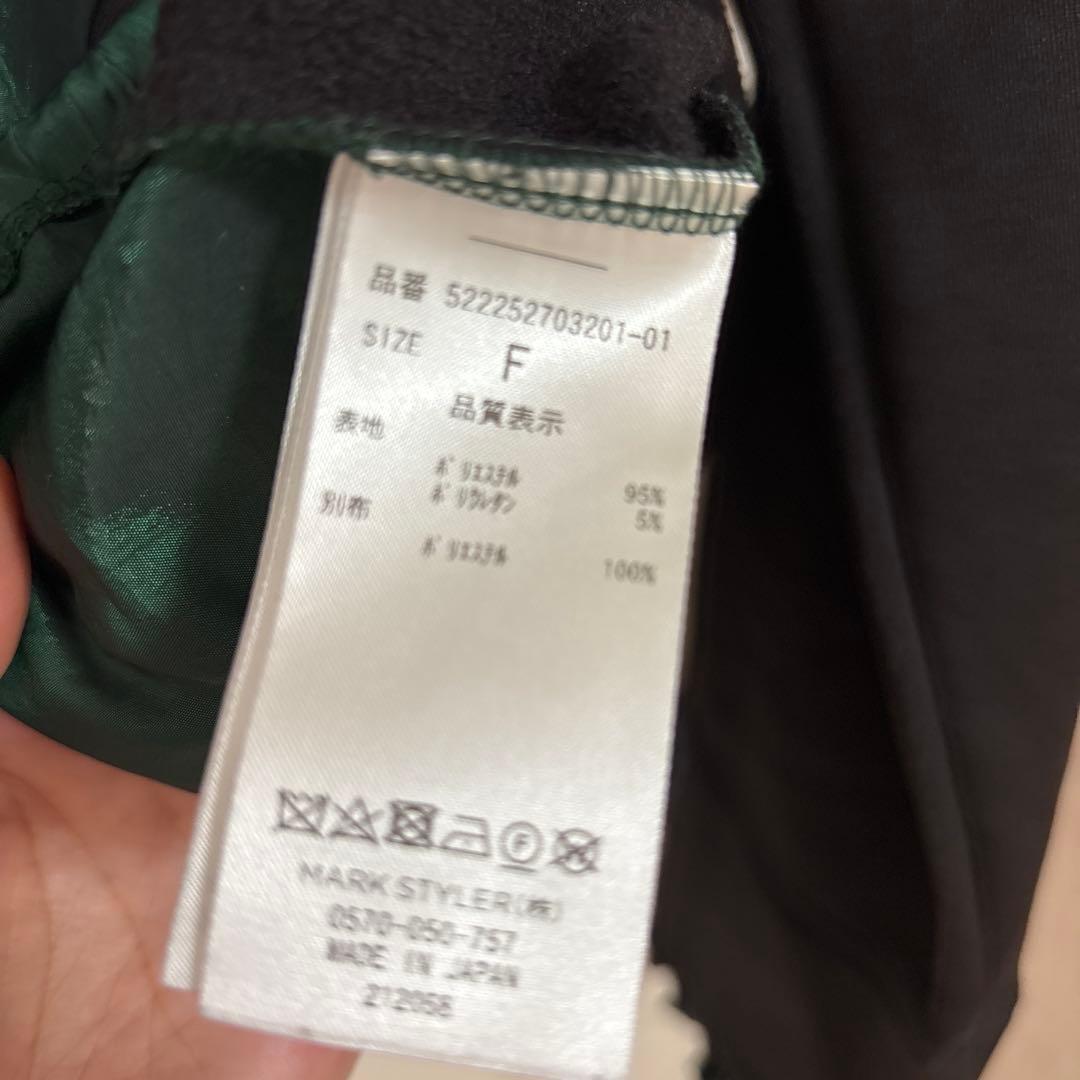 品番 522252703201-01
SIZE F
品質表示
表地
ポリエステル 95%
ポリウレタン 5%
別布
ポリエステル 100%
F
MARK STYLER(株)
0570-050-757
MADE IN JAPAN
212058